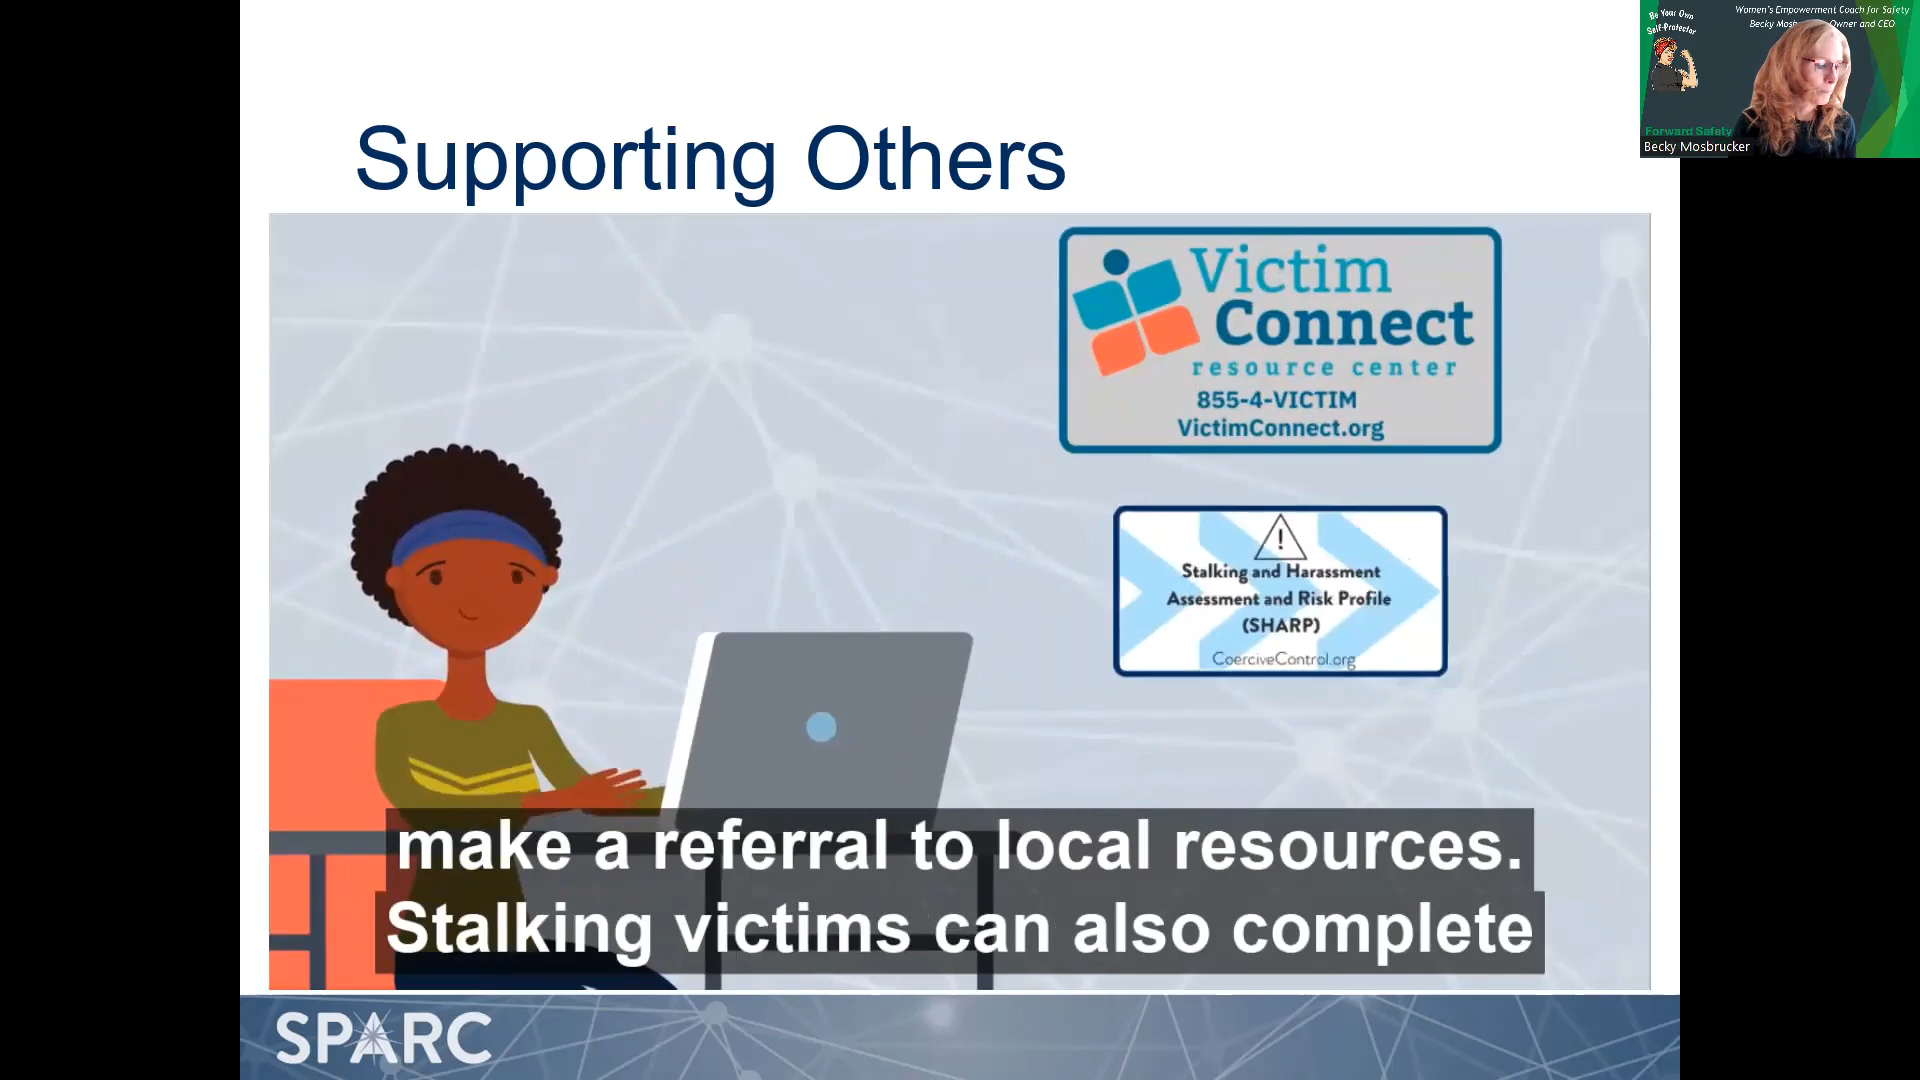 Supporting Others
Victim
Connect
resource center
855-4-VICTIM
VictimConnect.org
!
Stalking and Harassment
Assessment and Risk Profile
(SHARP)
CoerciveControl.org
make a referral to local resources.
Stalking victims can also complete
SPARC
Be Your Own
Self-Protector
Women's Empowerment Coach for Safety
Becky Owner and CEO
Forward Safety
Becky Mosbrucker